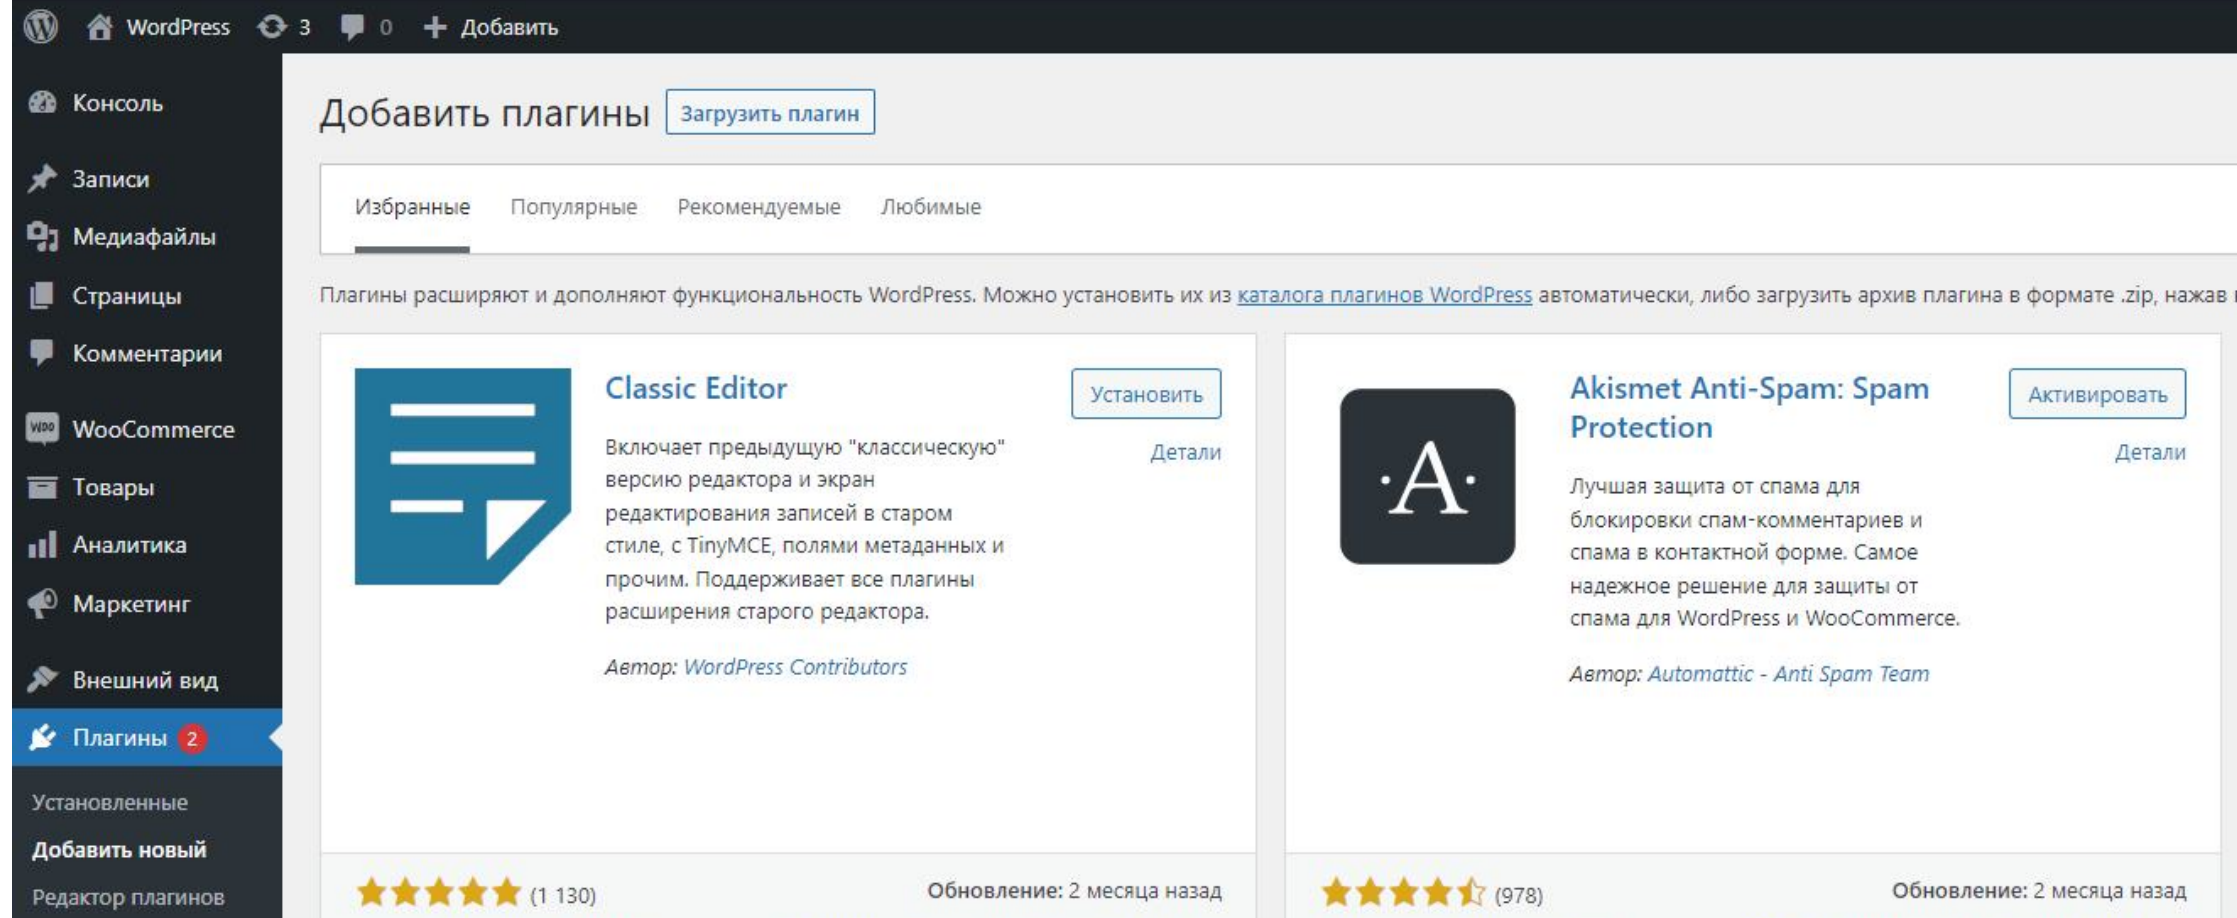 WordPress 3 0 + Добавить
Консоль
Записи
Медиафайлы
Страницы
Комментарии
WOO WooCommerce
Товары
Аналитика
Маркетинг
Внешний вид
Плагины 2
Установленные
Добавить новый
Редактор плагинов
Добавить плагины Загрузить плагин
Избранные Популярные Рекомендуемые Любимые
Плагины расширяют и дополняют функциональность WordPress. Можно установить их из каталога плагинов WordPress автоматически, либо загрузить архив плагина в формате .zip, нажав
Classic Editor
Установить
Детали
Включает предыдущую "классическую"
версию редактора и экран
редактирования записей в старом
стиле, с TinyMCE, полями метаданных и
прочим. Поддерживает все плагины
расширения старого редактора.
Автор: WordPress Contributors
(1 130)
Обновление: 2 месяца назад
·A·
Akismet Anti-Spam: Spam
Protection
Активировать
Детали
Лучшая защита от спама для
блокировки спам-комментариев и
спама в контактной форме. Самое
надежное решение для защиты от
спама для WordPress и WooCommerce.
Автор: Automattic - Anti Spam Team
(978)
Обновление: 2 месяца назад